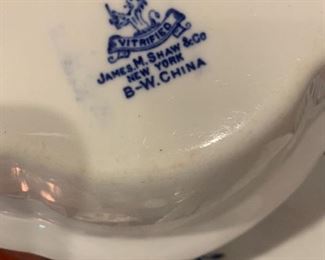 VITRIFIED
JAMES. M. SHAW & CO
NEW YORK
B-W. CHINA